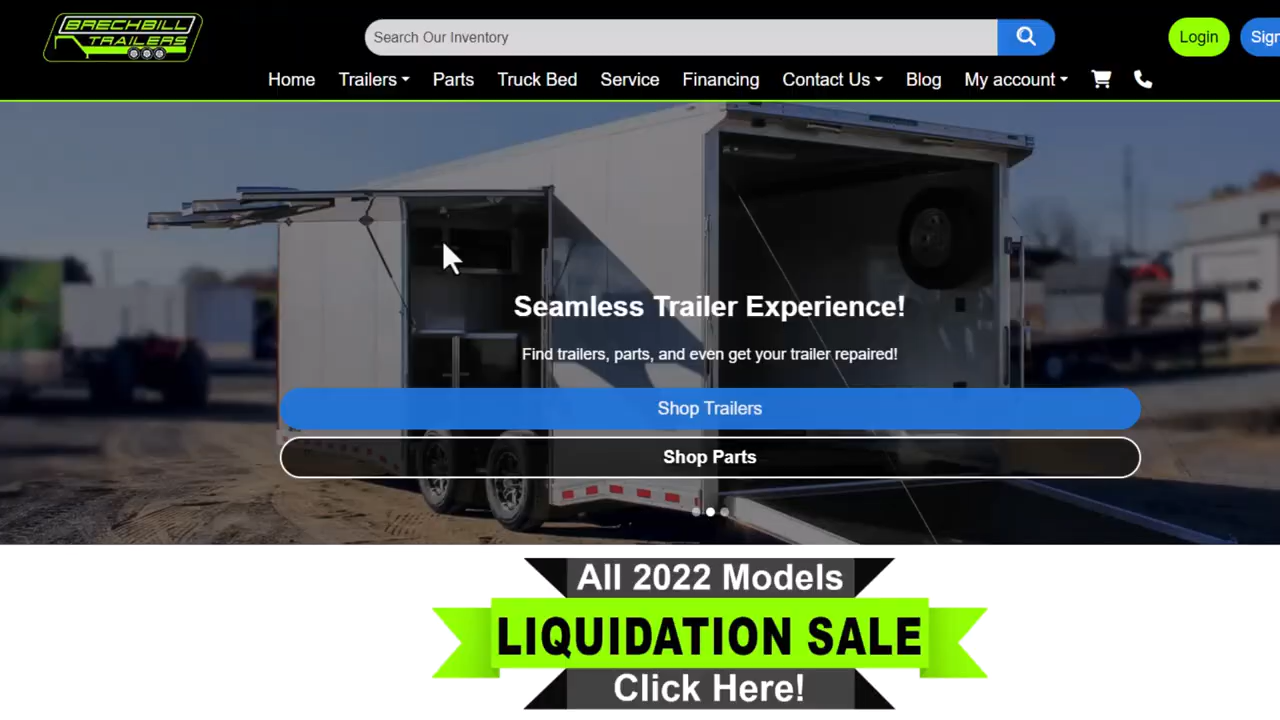 BRECHBILL
TRAILERS
Search Our Inventory
Login
Sign
Home Trailers Parts Truck Bed Service Financing Contact Us Blog My account
Seamless Trailer Experience!
Find trailers, parts, and even get your trailer repaired!
Shop Trailers
Shop Parts
All 2022 Models
LIQUIDATION SALE
Click Here!